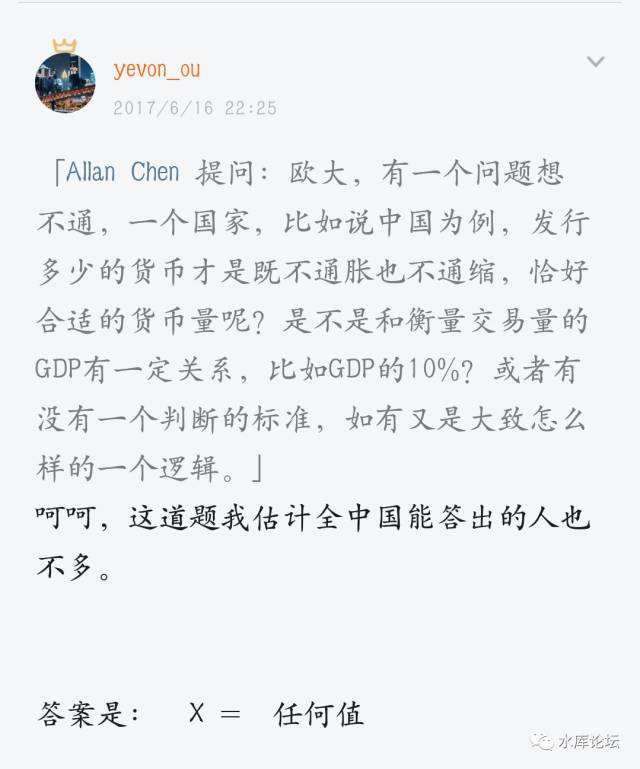 yevon_ou
2017/6/16 22:25
「Allan Chen 提问：欧大，有一个问题想
不通，一个国家，比如说中国为例，发行
多少的货币才是既不通胀也不通缩，恰好
合适的货币量呢？是不是和衡量交易量的
GDP有一定关系，比如GDP的10%？或者有
没有一个判断的标准，如有又是大致怎么
样的一个逻辑。」
呵呵，这道题我估计全中国能答出的人也
不多。
答案是： X = 任何值
水库论坛